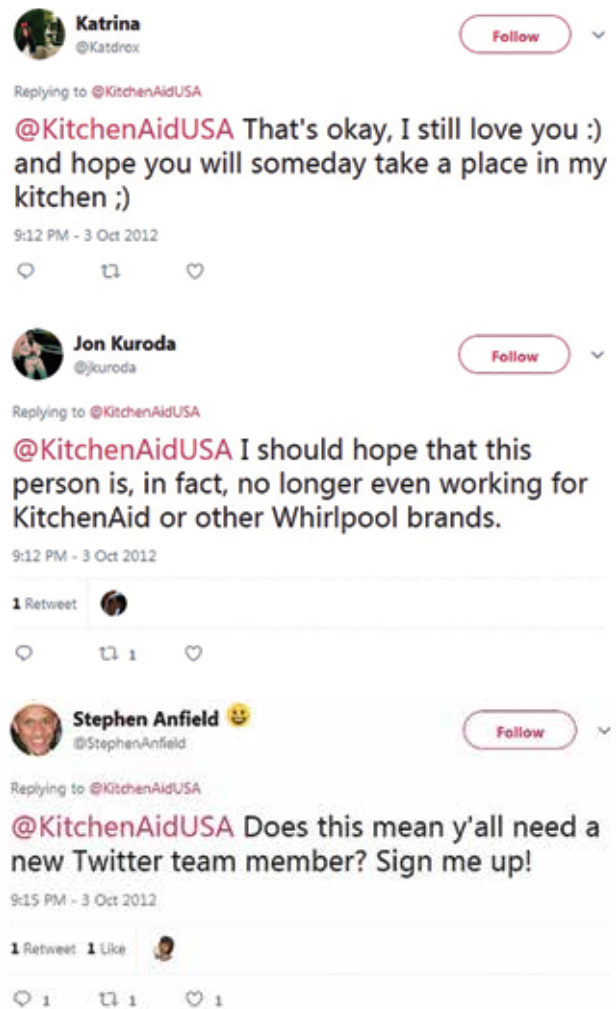 Katrina
@Katdrox
Follow
Replying to @KitchenAidUSA
@KitchenAidUSA That's okay, I still love you :)
and hope you will someday take a place in my
kitchen ;)
9:12 PM - 3 Oct 2012
Jon Kuroda
@jkuroda
Follow
Replying to @KitchenAidUSA
@KitchenAidUSA I should hope that this
person is, in fact, no longer even working for
KitchenAid or other Whirlpool brands.
9:12 PM - 3 Oct 2012
1 Retweet
1
Stephen Anfield
@StephenAnfield
Follow
Replying to @KitchenAidUSA
@KitchenAidUSA Does this mean y'all need a
new Twitter team member? Sign me up!
9:15 PM - 3 Oct 2012
1 Retweet 1 Like
1 1 1